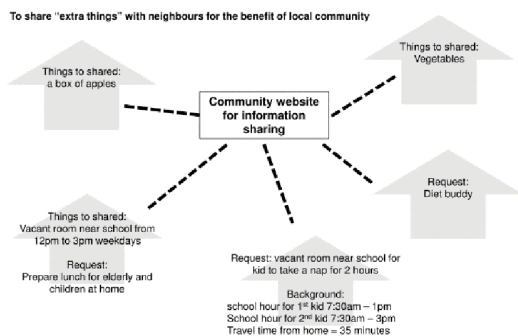 To share "extra things" with neighbours for the benefit of local community
Things to shared:
a box of apples
Things to shared:
Vegetables
Community website
for information
sharing
Request:
Diet buddy
Things to shared:
Vacant room near school from
12pm to 3pm weekdays
Request:
Prepare lunch for elderly and
children at home
Request: vacant room near school for
kid to take a nap for 2 hours
Background:
school hour for 1st kid 7:30am – 1pm
School hour for 2nd kid 7:30am – 3pm
Travel time from home = 35 minutes